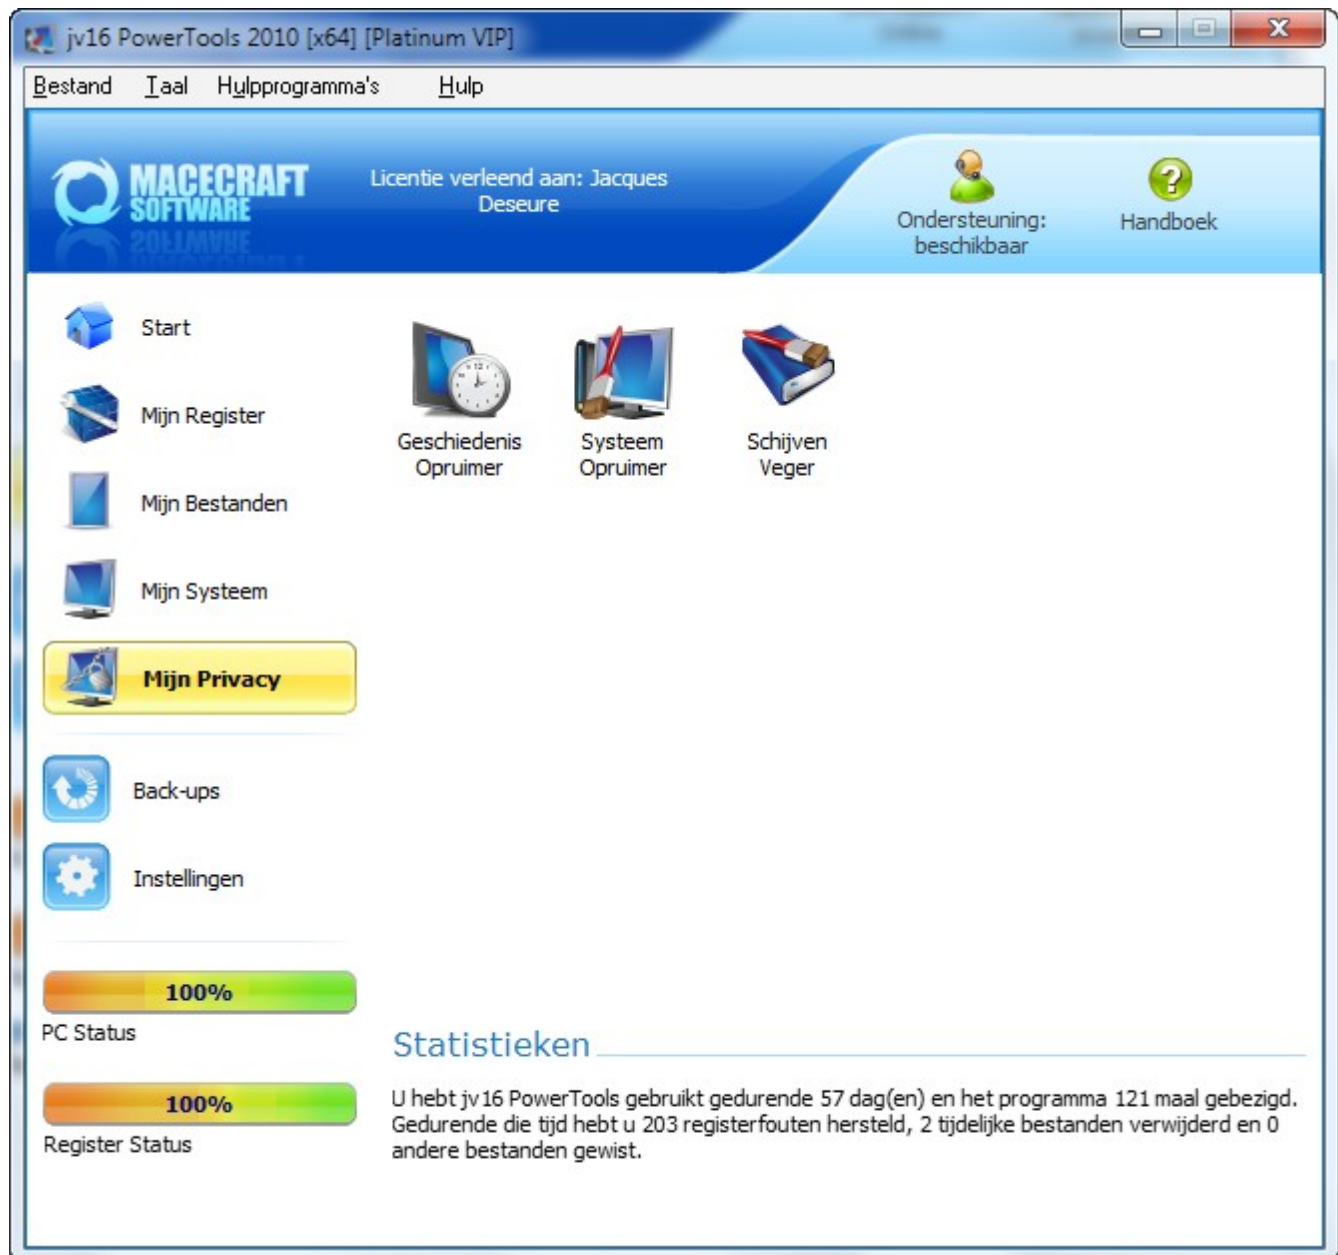 jv16 PowerTools 2010 [x64] [Platinum VIP]
Bestand Taal Hulpprogramma's Hulp
MACECRAFT
SOFTWARE
Licentie verleend aan: Jacques
Deseure
Ondersteuning:
beschikbaar
Handboek
Start
Mijn Register
Mijn Bestanden
Mijn Systeem
Mijn Privacy
Back-ups
Instellingen
100%
PC Status
100%
Register Status
Geschiedenis
Opruimer
Systeem
Opruimer
Schijven
Veger
Statistieken
U hebt jv16 PowerTools gebruikt gedurende 57 dag(en) en het programma 121 maal gebezigd.
Gedurende die tijd hebt u 203 registerfouten hersteld, 2 tijdelijke bestanden verwijderd en 0
andere bestanden gewist.